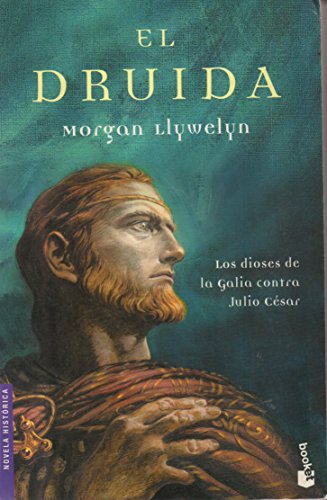 EL
DRUIDA
Morgan Llywelyn
Los dioses de
la Galia contra
Julio César
NOVELA HISTÓRICA
booket